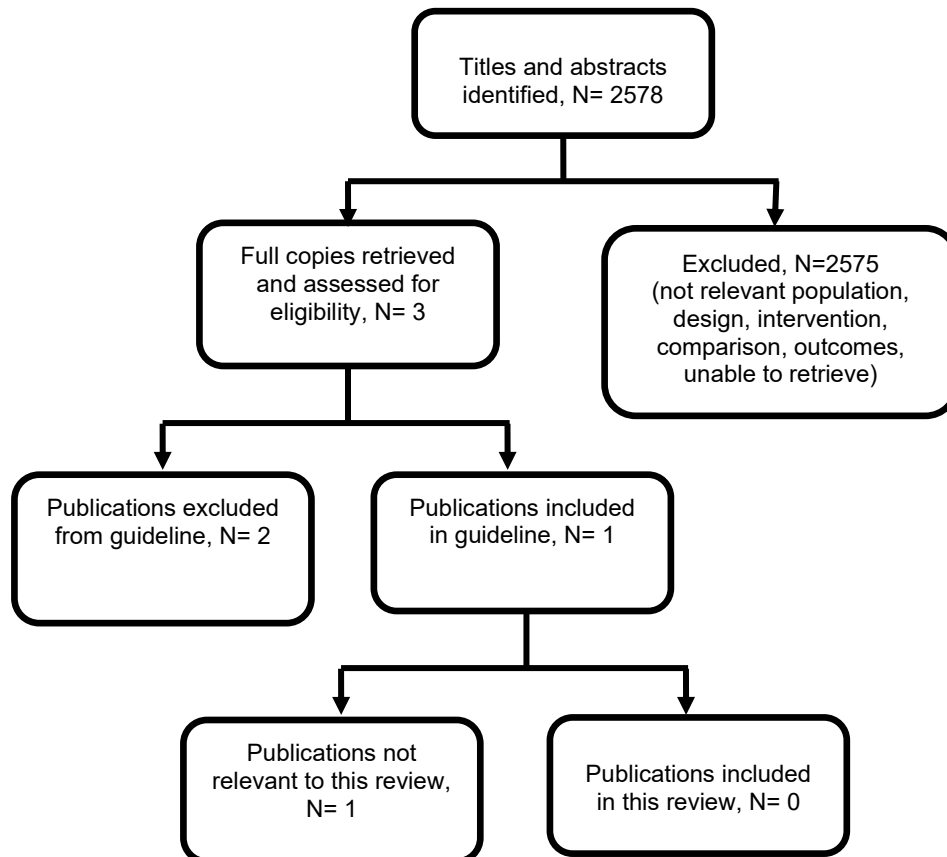 Titles and abstracts
identified, N= 2578
Full copies retrieved
and assessed for
eligibility, N= 3
Excluded, N=2575
(not relevant population,
design, intervention,
comparison, outcomes,
unable to retrieve)
Publications excluded
from guideline, N= 2
Publications included
in guideline, N= 1
Publications not
relevant to this review,
N= 1
Publications included
in this review, N= 0